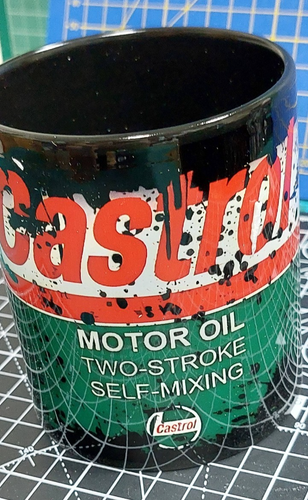 Castrol
MOTOR OIL
TWO-STROKE
SELF-MIXING
Castrol